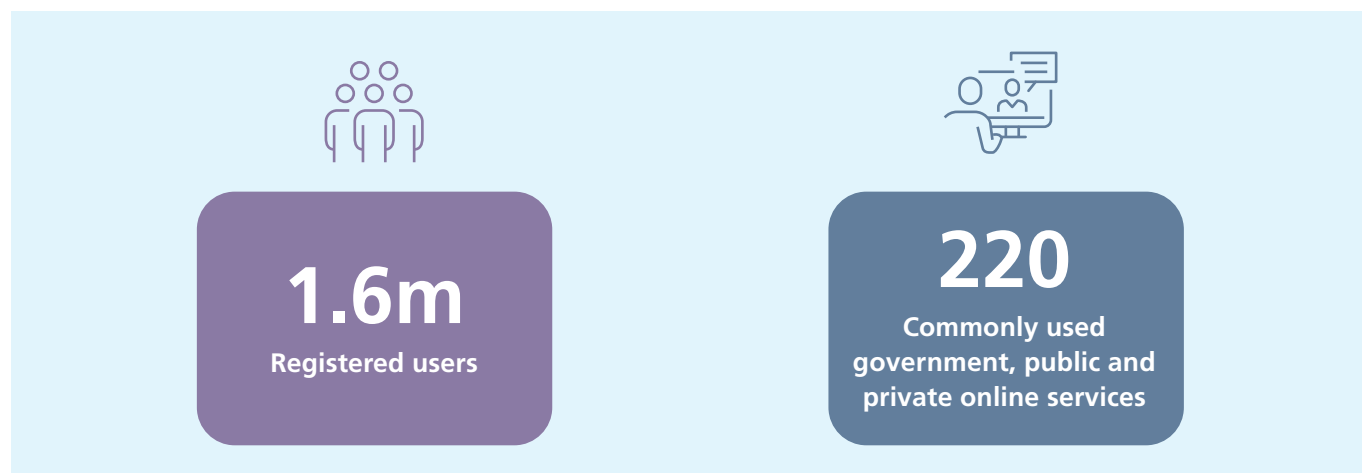 1.6m
Registered users
220
Commonly used
government, public and
private online services